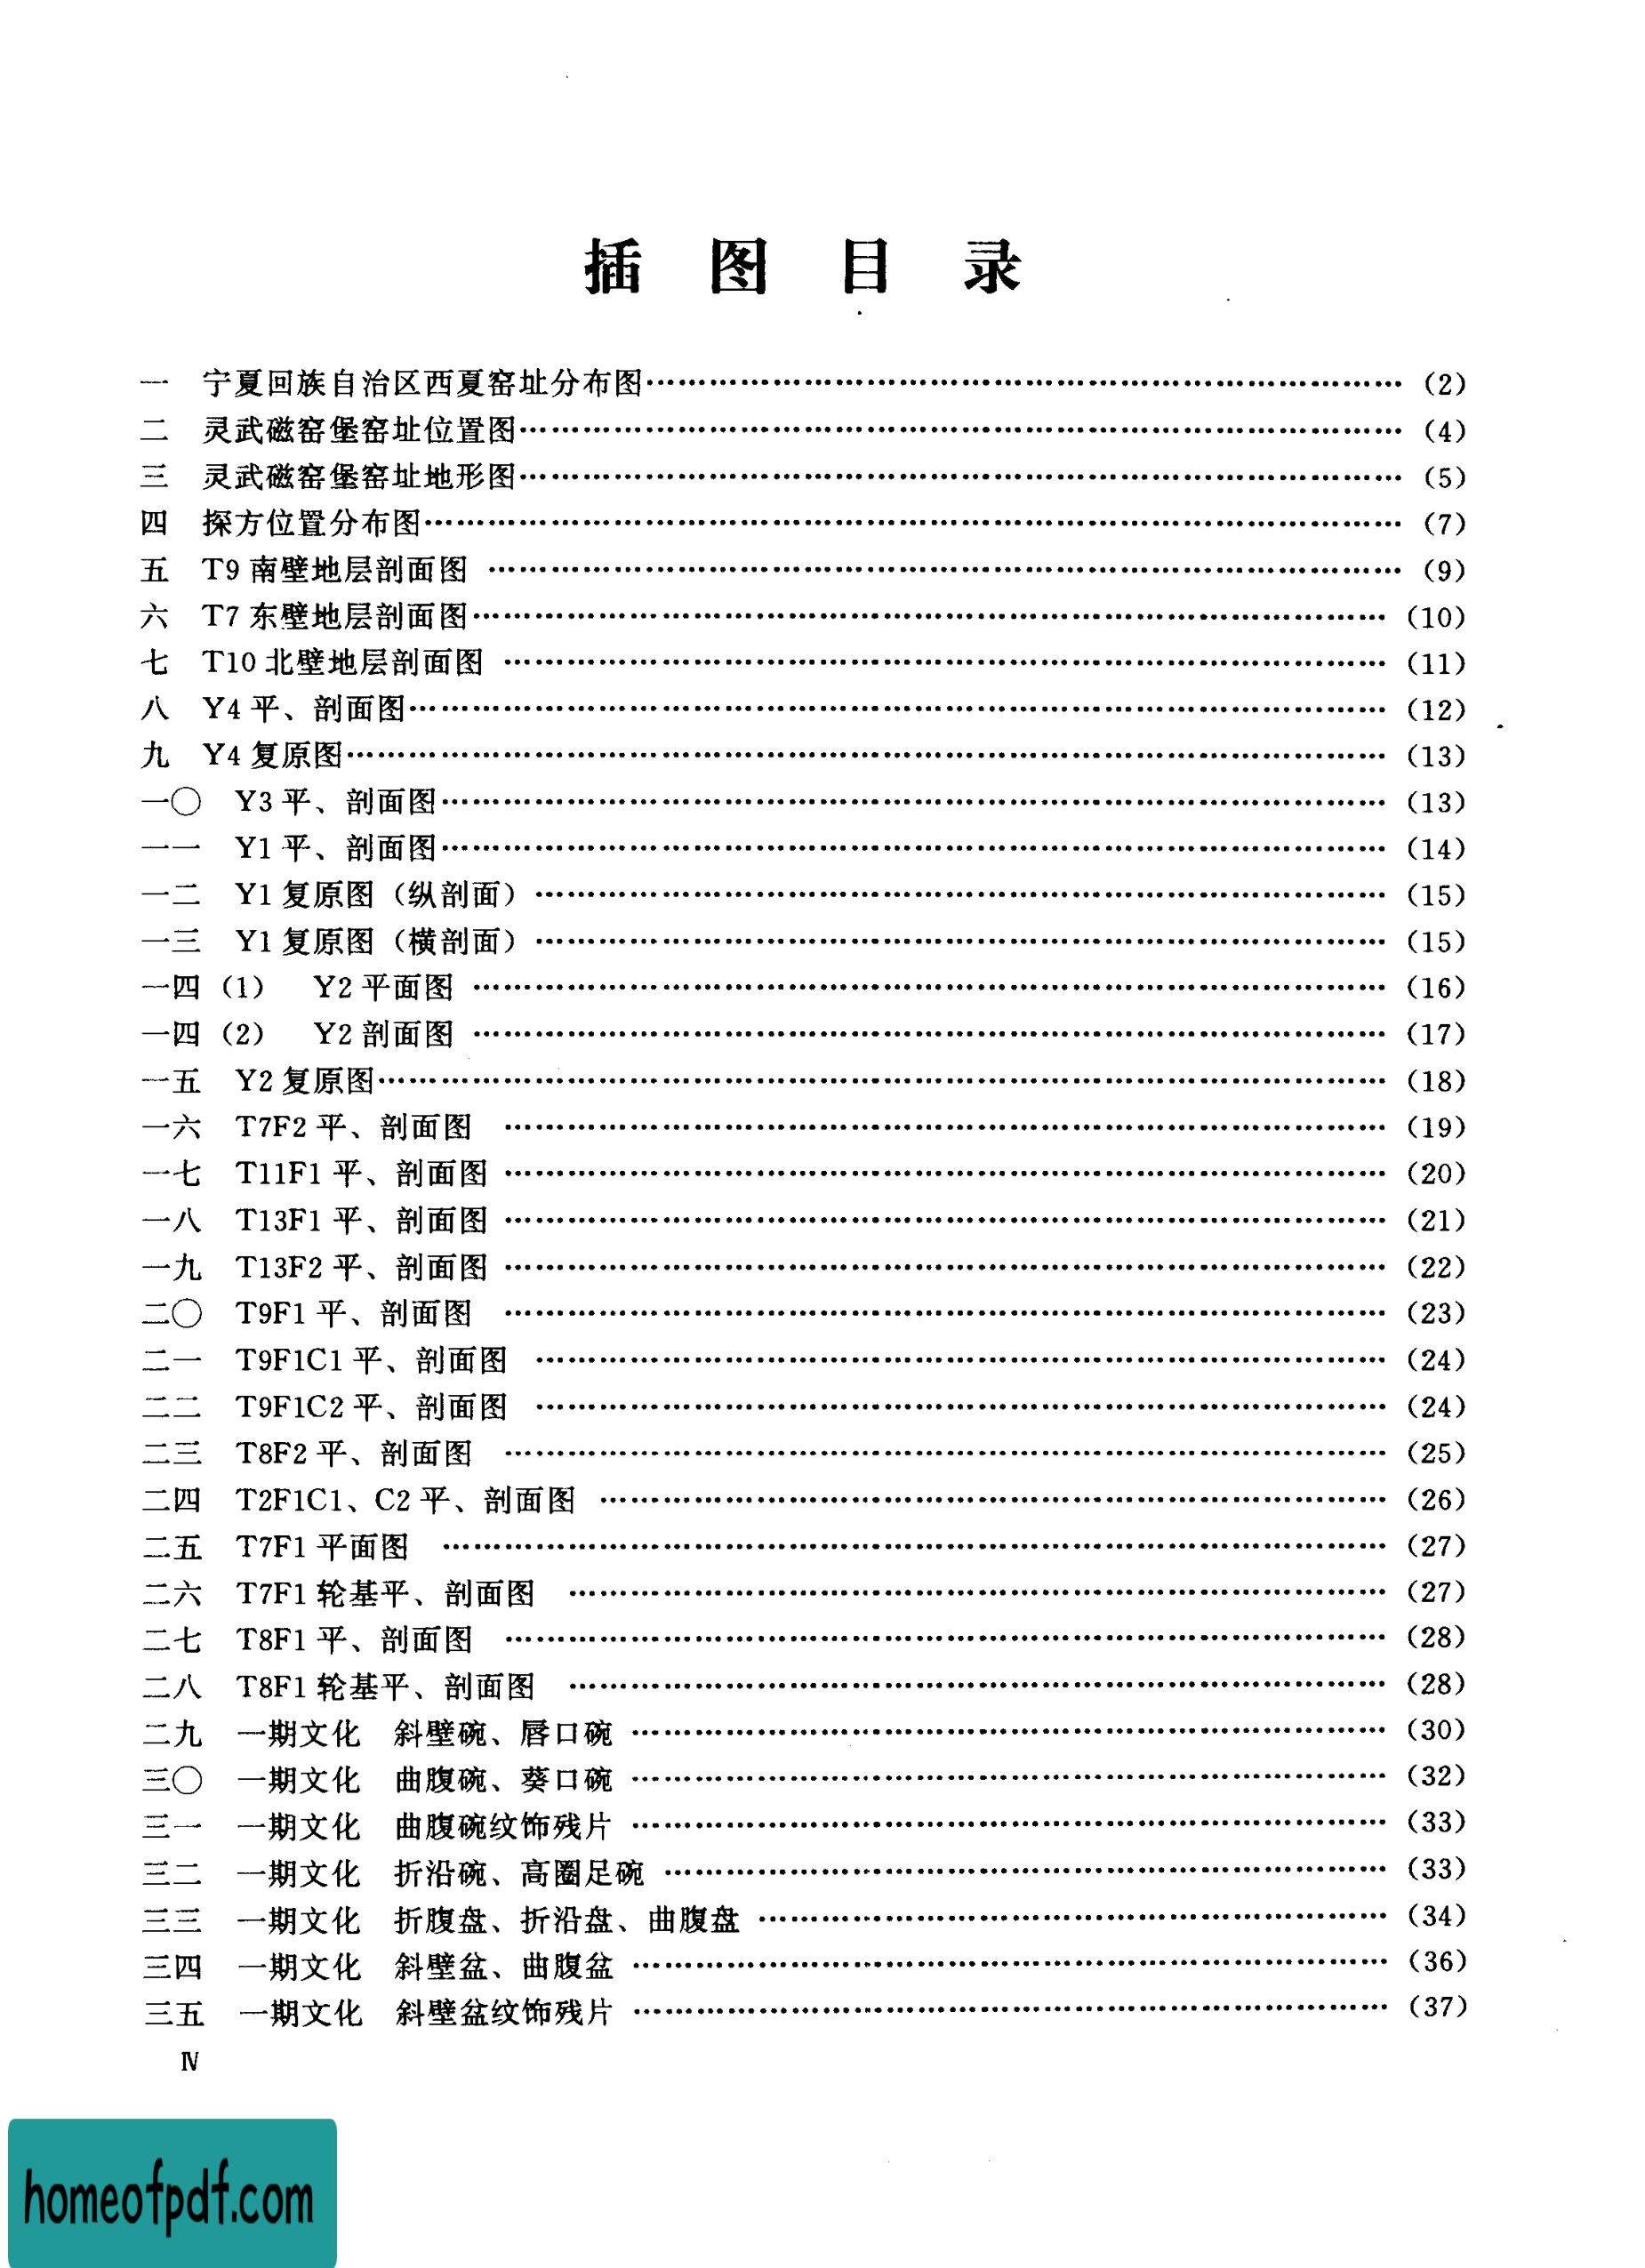 插 图 目 录
一 宁夏回族自治区西夏窑址分布图…………（2）
二 灵武磁窑堡窑址位置图…………（4）
三 灵武磁窑堡窑址地形图…………（5）
四 探方位置分布图…………（7）
五 T9 南壁地层剖面图 …………（9）
六 T7 东壁地层剖面图…………（10）
七 T10 北壁地层剖面图 …………（11）
八 Y4 平、剖面图…………（12）
九 Y4 复原图…………（13）
一〇 Y3 平、剖面图…………（13）
一一 Y1 平、剖面图…………（14）
一二 Y1 复原图（纵剖面）…………（15）
一三 Y1 复原图（横剖面）…………（15）
一四（1） Y2 平面图 …………（16）
一四（2） Y2 剖面图 …………（17）
一五 Y2 复原图…………（18）
一六 T7F2 平、剖面图 …………（19）
一七 T11F1 平、剖面图 …………（20）
一八 T13F1 平、剖面图 …………（21）
一九 T13F2 平、剖面图 …………（22）
二〇 T9F1 平、剖面图 …………（23）
二一 T9F1C1 平、剖面图 …………（24）
二二 T9F1C2 平、剖面图 …………（24）
二三 T8F2 平、剖面图 …………（25）
二四 T2F1C1、C2 平、剖面图 …………（26）
二五 T7F1 平面图 …………（27）
二六 T7F1 轮基平、剖面图 …………（27）
二七 T8F1 平、剖面图 …………（28）
二八 T8F1 轮基平、剖面图 …………（28）
二九 一期文化 斜壁碗、唇口碗 …………（30）
三〇 一期文化 曲腹碗、葵口碗 …………（32）
三一 一期文化 曲腹碗纹饰残片 …………（33）
三二 一期文化 折沿碗、高圈足碗 …………（33）
三三 一期文化 折腹盘、折沿盘、曲腹盘 …………（34）
三四 一期文化 斜壁盆、曲腹盆 …………（36）
三五 一期文化 斜壁盆纹饰残片 …………（37）
Ⅳ
homeofpdf.com